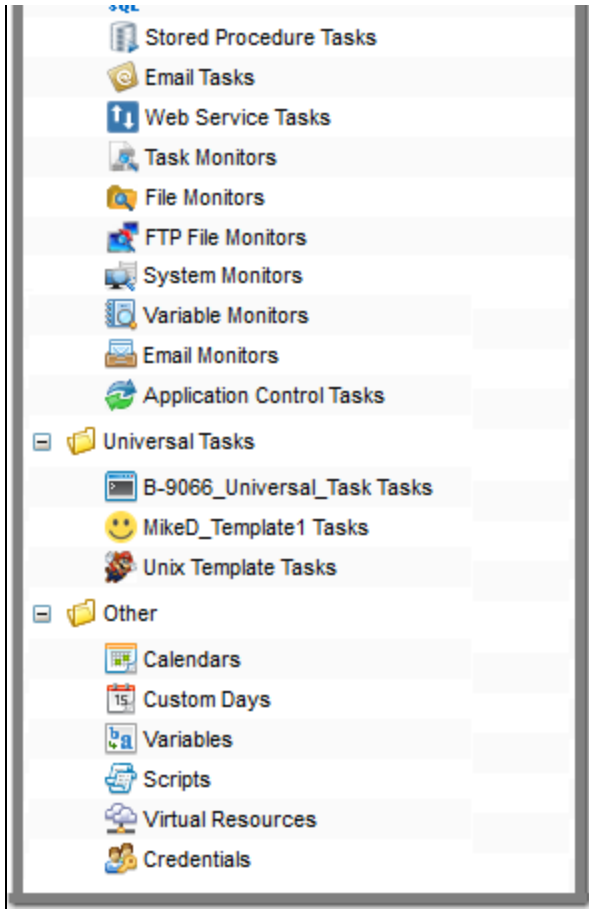 SQL
Stored Procedure Tasks
Email Tasks
Web Service Tasks
Task Monitors
File Monitors
FTP File Monitors
System Monitors
Variable Monitors
Email Monitors
Application Control Tasks
Universal Tasks
B-9066_Universal_Task Tasks
MikeD_Template1 Tasks
Unix Template Tasks
Other
Calendars
15 Custom Days
b a Variables
Scripts
Virtual Resources
Credentials